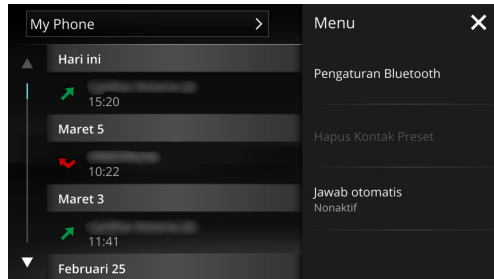 My Phone
Hari ini
15:20
Maret 5
10:22
Maret 3
11:41
Februari 25
Menu
Pengaturan Bluetooth
Hapus Kontak Preset
Jawab otomatis
Nonaktif